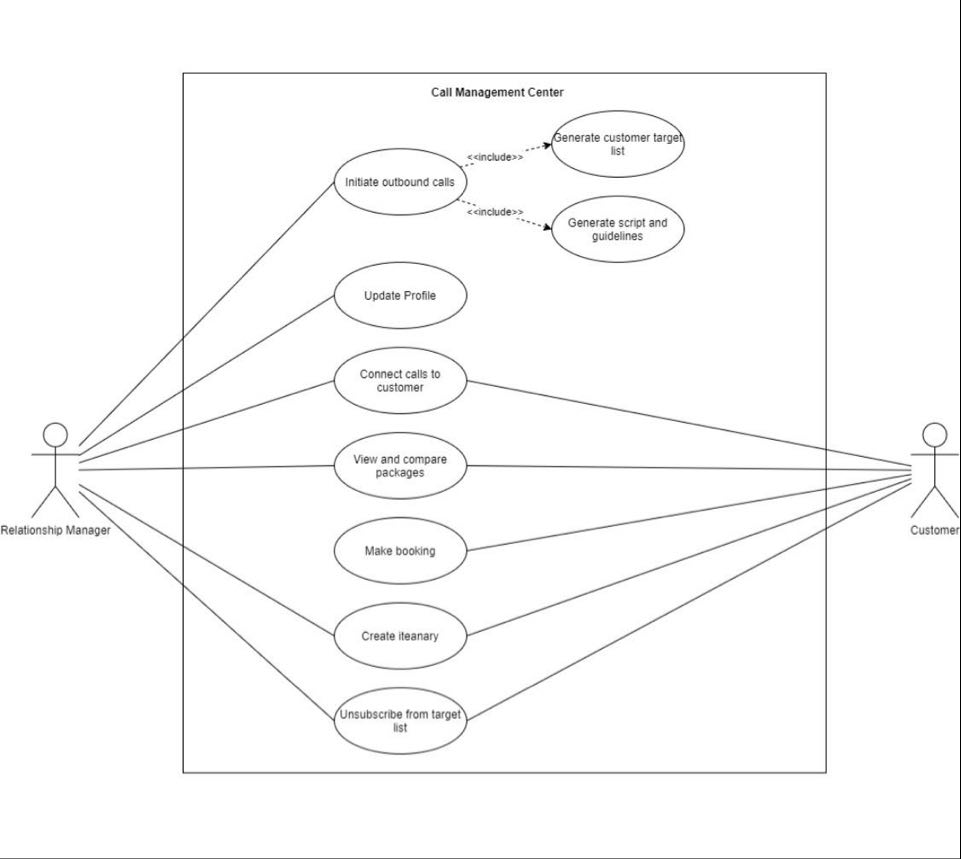 Call Management Center
Generate customer target
list
<<include>>
Initiate outbound calls
<<include>>
Generate script and
guidelines
Update Profile
Connect calls to
customer
View and compare
packages
Relationship Manager
Customer
Make booking
Create iteanary
Unsubscribe from target
list